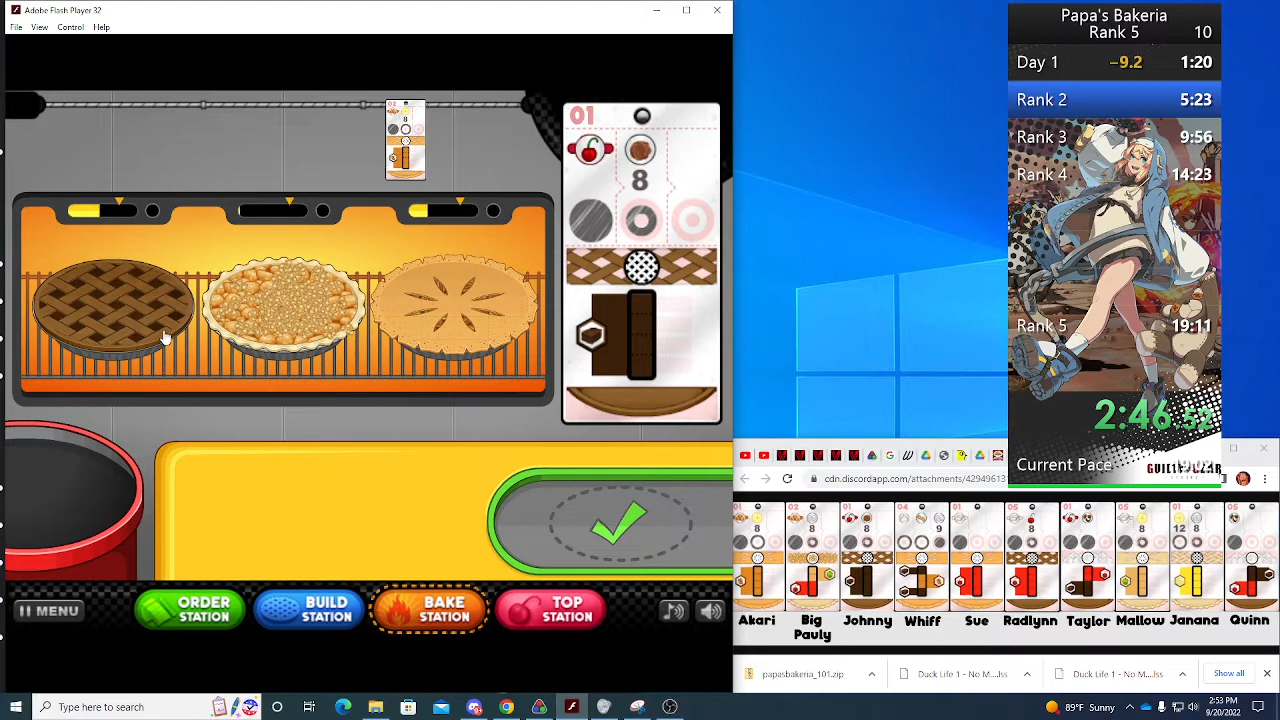 Adobe Flash Player 32
File View Control Help
01
8
8
MENU
ORDER STATION
BUILD STATION
BAKE STATION
TOP STATION
Papa's Bakeria
Rank 5 10
Day 1 −9.2 1:20
Rank 2 5:23
Rank 3 9:56
Rank 4 14:23
Rank 5 19:11
2:46.52
Current Pace
cdn.discordapp.com/attachments/42949613
Akari
Big Pauly
Johnny
Whiff
Sue
Radlynn
Taylor
Mallow
Janana
Quinn
papasbakeria_101.zip
Duck Life 1 - No M....lss
Duck Life 1 - No M....lss
Show all
Type here to search
89°F Sunny
2:53 PM
9/20/2022